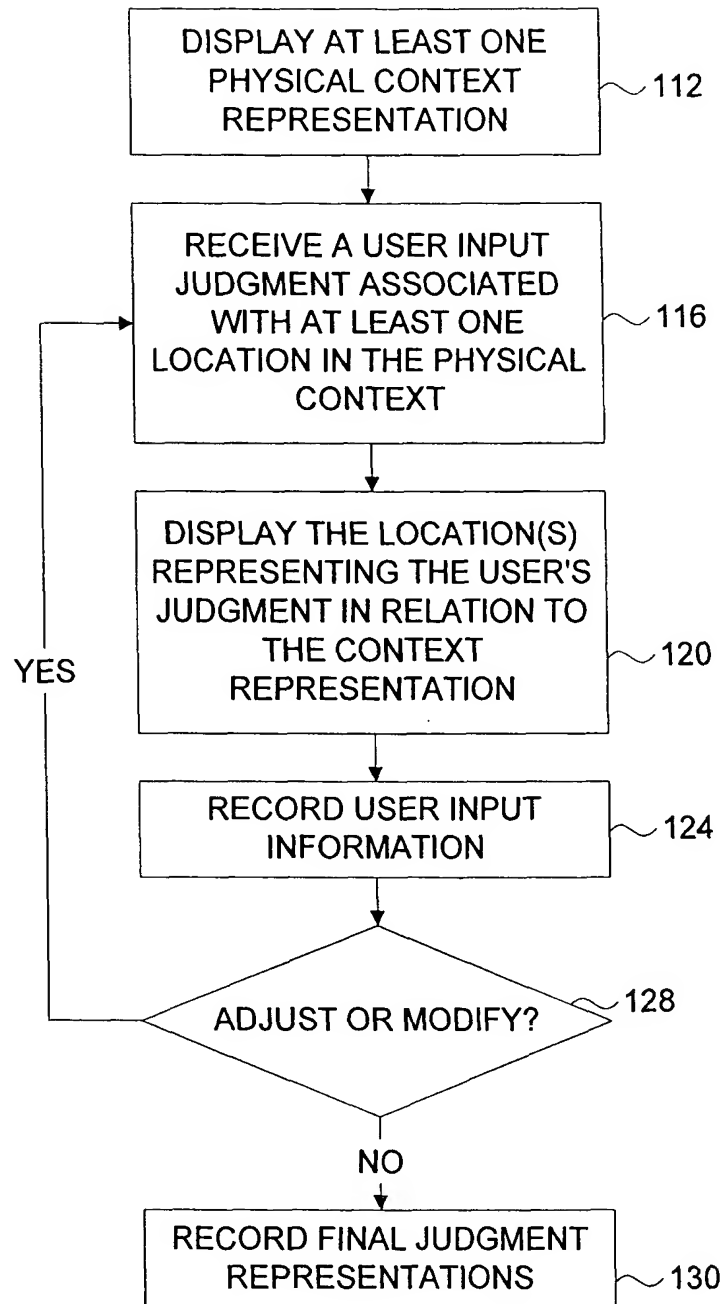 DISPLAY AT LEAST ONE
PHYSICAL CONTEXT
REPRESENTATION
112
RECEIVE A USER INPUT
JUDGMENT ASSOCIATED
WITH AT LEAST ONE
LOCATION IN THE PHYSICAL
CONTEXT
116
DISPLAY THE LOCATION(S)
REPRESENTING THE USER'S
JUDGMENT IN RELATION TO
THE CONTEXT
REPRESENTATION
120
YES
RECORD USER INPUT
INFORMATION
124
ADJUST OR MODIFY?
128
NO
RECORD FINAL JUDGMENT
REPRESENTATIONS
130